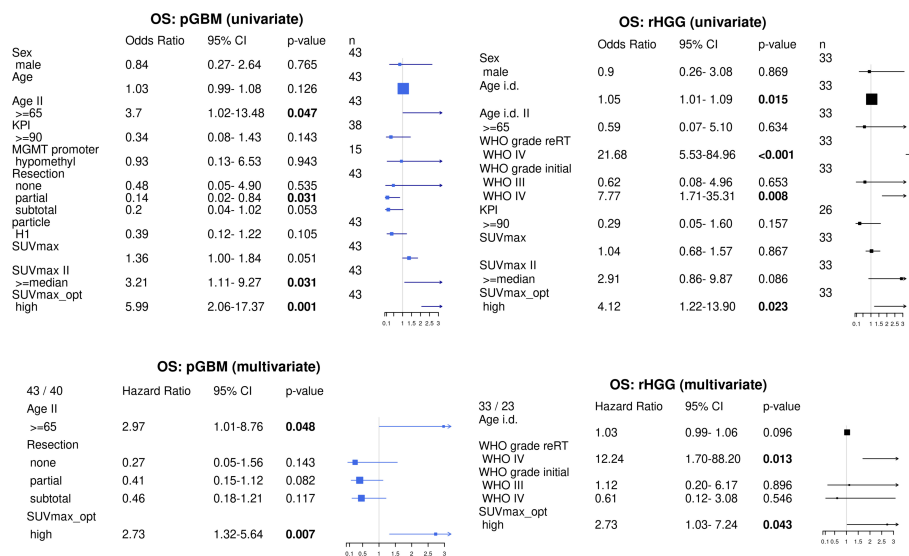 OS: pGBM (univariate)
Odds Ratio 95% CI p-value n
Sex 43
male 0.84 0.27- 2.64 0.765
Age 43
1.03 0.99- 1.08 0.126
Age II 43
>=65 3.7 1.02-13.48 0.047
KPI 38
>=90 0.34 0.08- 1.43 0.143
MGMT promoter 15
hypomethyl 0.93 0.13- 6.53 0.943
Resection 43
none 0.48 0.05- 4.90 0.535
partial 0.14 0.02- 0.84 0.031
subtotal 0.2 0.04- 1.02 0.053
particle 43
H1 0.39 0.12- 1.22 0.105
SUVmax 43
1.36 1.00- 1.84 0.051
SUVmax II 43
>=median 3.21 1.11- 9.27 0.031
SUVmax_opt 43
high 5.99 2.06-17.37 0.001
0.1 1 1.5 2 2.5 3
OS: rHGG (univariate)
Odds Ratio 95% CI p-value n
Sex 33
male 0.9 0.26- 3.08 0.869
Age i.d. 33
1.05 1.01- 1.09 0.015
Age i.d. II 33
>=65 0.59 0.07- 5.10 0.634
WHO grade reRT 33
WHO IV 21.68 5.53-84.96 <0.001
WHO grade initial 33
WHO III 0.62 0.08- 4.96 0.653
WHO IV 7.77 1.71-35.31 0.008
KPI 26
>=90 0.29 0.05- 1.60 0.157
SUVmax 33
1.04 0.68- 1.57 0.867
SUVmax II 33
>=median 2.91 0.86- 9.87 0.086
SUVmax_opt 33
high 4.12 1.22-13.90 0.023
0.1 1 1.5 2 2.5 3
OS: pGBM (multivariate)
43 / 40 Hazard Ratio 95% CI p-value
Age II
>=65 2.97 1.01-8.76 0.048
Resection
none 0.27 0.05-1.56 0.143
partial 0.41 0.15-1.12 0.082
subtotal 0.46 0.18-1.21 0.117
SUVmax_opt
high 2.73 1.32-5.64 0.007
0.1 0.5 1 1.5 2 2.5 3
OS: rHGG (multivariate)
33 / 23 Hazard Ratio 95% CI p-value
Age i.d.
1.03 0.99- 1.06 0.096
WHO grade reRT
WHO IV 12.24 1.70-88.20 0.013
WHO grade initial
WHO III 1.12 0.20- 6.17 0.896
WHO IV 0.61 0.12- 3.08 0.546
SUVmax_opt
high 2.73 1.03- 7.24 0.043
0.1 0.5 1 1.5 2 2.5 3